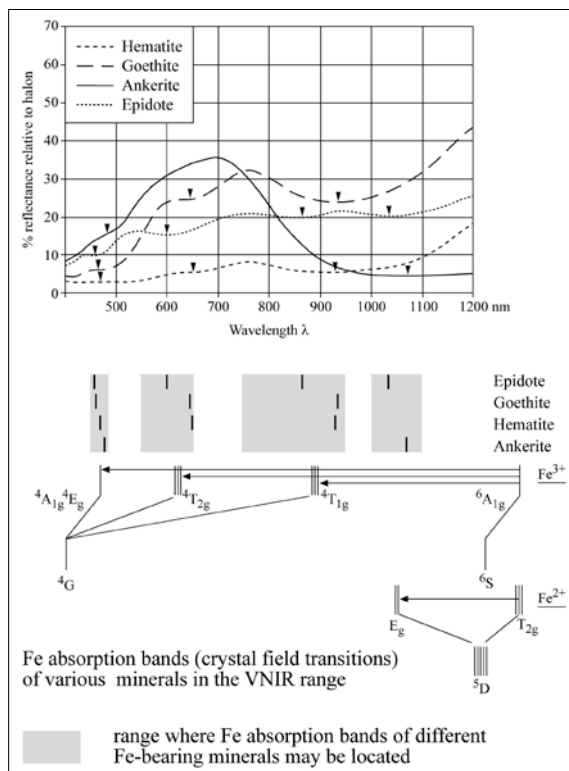 70
60
50
40
30
20
10
0
% reflectance relative to halon
Hematite
Goethite
Ankerite
Epidote
500 600 700 800 900 1000 1100 1200 nm
Wavelength λ
Epidote
Goethite
Hematite
Ankerite
Fe³⁺
⁴A₁g⁴Eg ⁴T₂g ⁴T₁g ⁶A₁g
⁴G ⁶S
Fe²⁺
Eg T₂g
⁵D
Fe absorption bands (crystal field transitions)
of various minerals in the VNIR range
range where Fe absorption bands of different
Fe-bearing minerals may be located